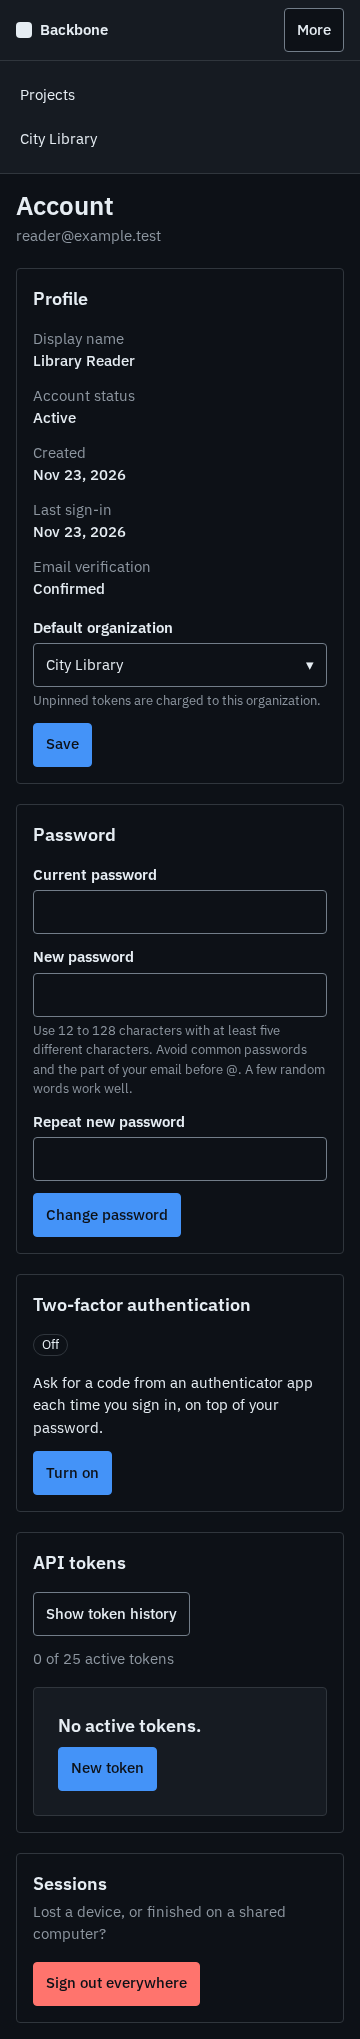 Backbone
More
Projects
City Library
Account
reader@example.test
Profile
Display name
Library Reader
Account status
Active
Created
Nov 23, 2026
Last sign-in
Nov 23, 2026
Email verification
Confirmed
Default organization
City Library ▾
Unpinned tokens are charged to this organization.
Save
Password
Current password
New password
Use 12 to 128 characters with at least five
different characters. Avoid common passwords
and the part of your email before @. A few random
words work well.
Repeat new password
Change password
Two-factor authentication
Off
Ask for a code from an authenticator app
each time you sign in, on top of your
password.
Turn on
API tokens
Show token history
0 of 25 active tokens
No active tokens.
New token
Sessions
Lost a device, or finished on a shared
computer?
Sign out everywhere